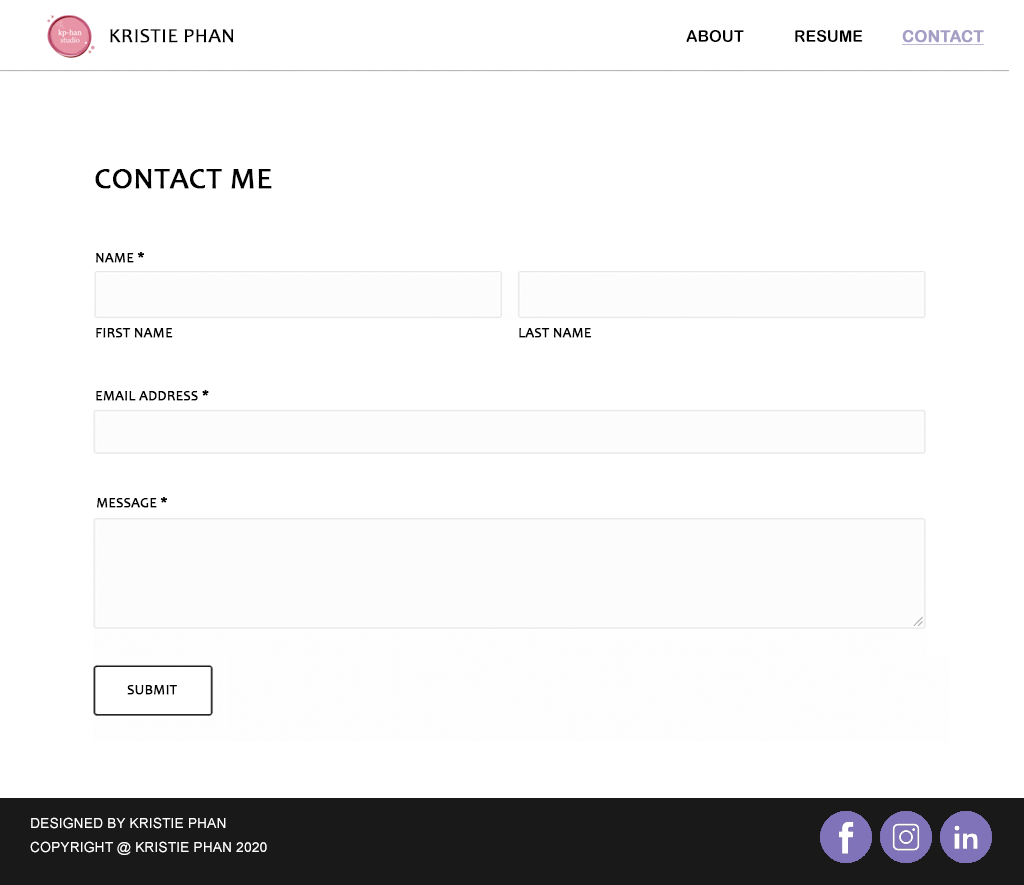 kp-han
studio
KRISTIE PHAN
ABOUT
RESUME
CONTACT
CONTACT ME
NAME *
FIRST NAME
LAST NAME
EMAIL ADDRESS *
MESSAGE *
SUBMIT
DESIGNED BY KRISTIE PHAN
COPYRIGHT @ KRISTIE PHAN 2020
f
in